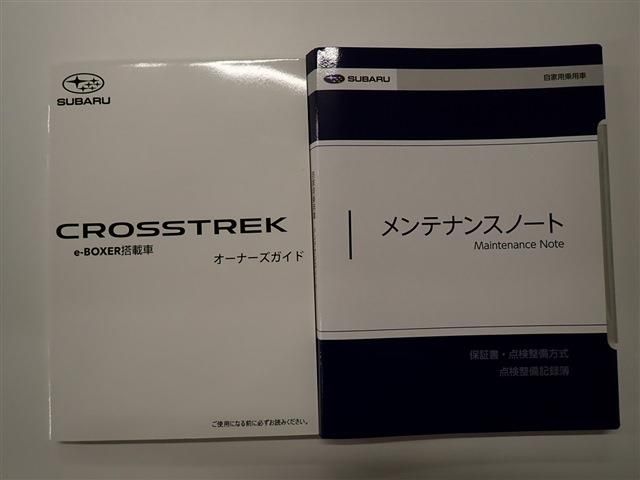 SUBARU
CROSSTREK
e-BOXER搭載車
オーナーズガイド
ご使用になる前に必ずお読みください。
SUBARU
自家用乗用車
メンテナンスノート
Maintenance Note
保証書・点検整備方式
点検整備記録簿